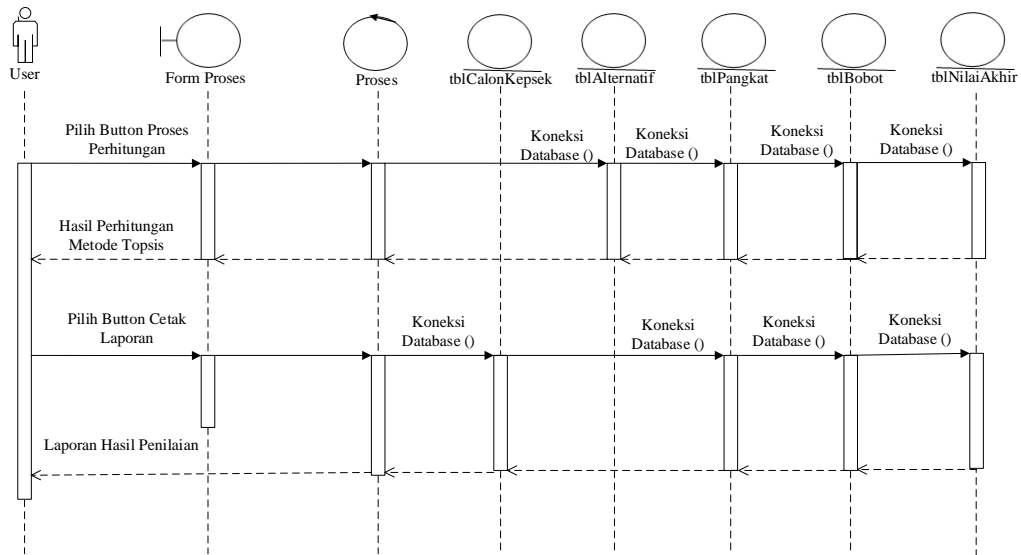 User
Form Proses
Proses
tblCalonKepsek
tblAlternatif
tblPangkat
tblBobot
tblNilaiAkhir
Pilih Button Proses
Perhitungan
Koneksi
Database ()
Koneksi
Database ()
Koneksi
Database ()
Koneksi
Database ()
Hasil Perhitungan
Metode Topsis
Pilih Button Cetak
Laporan
Koneksi
Database ()
Koneksi
Database ()
Koneksi
Database ()
Koneksi
Database ()
Laporan Hasil Penilaian